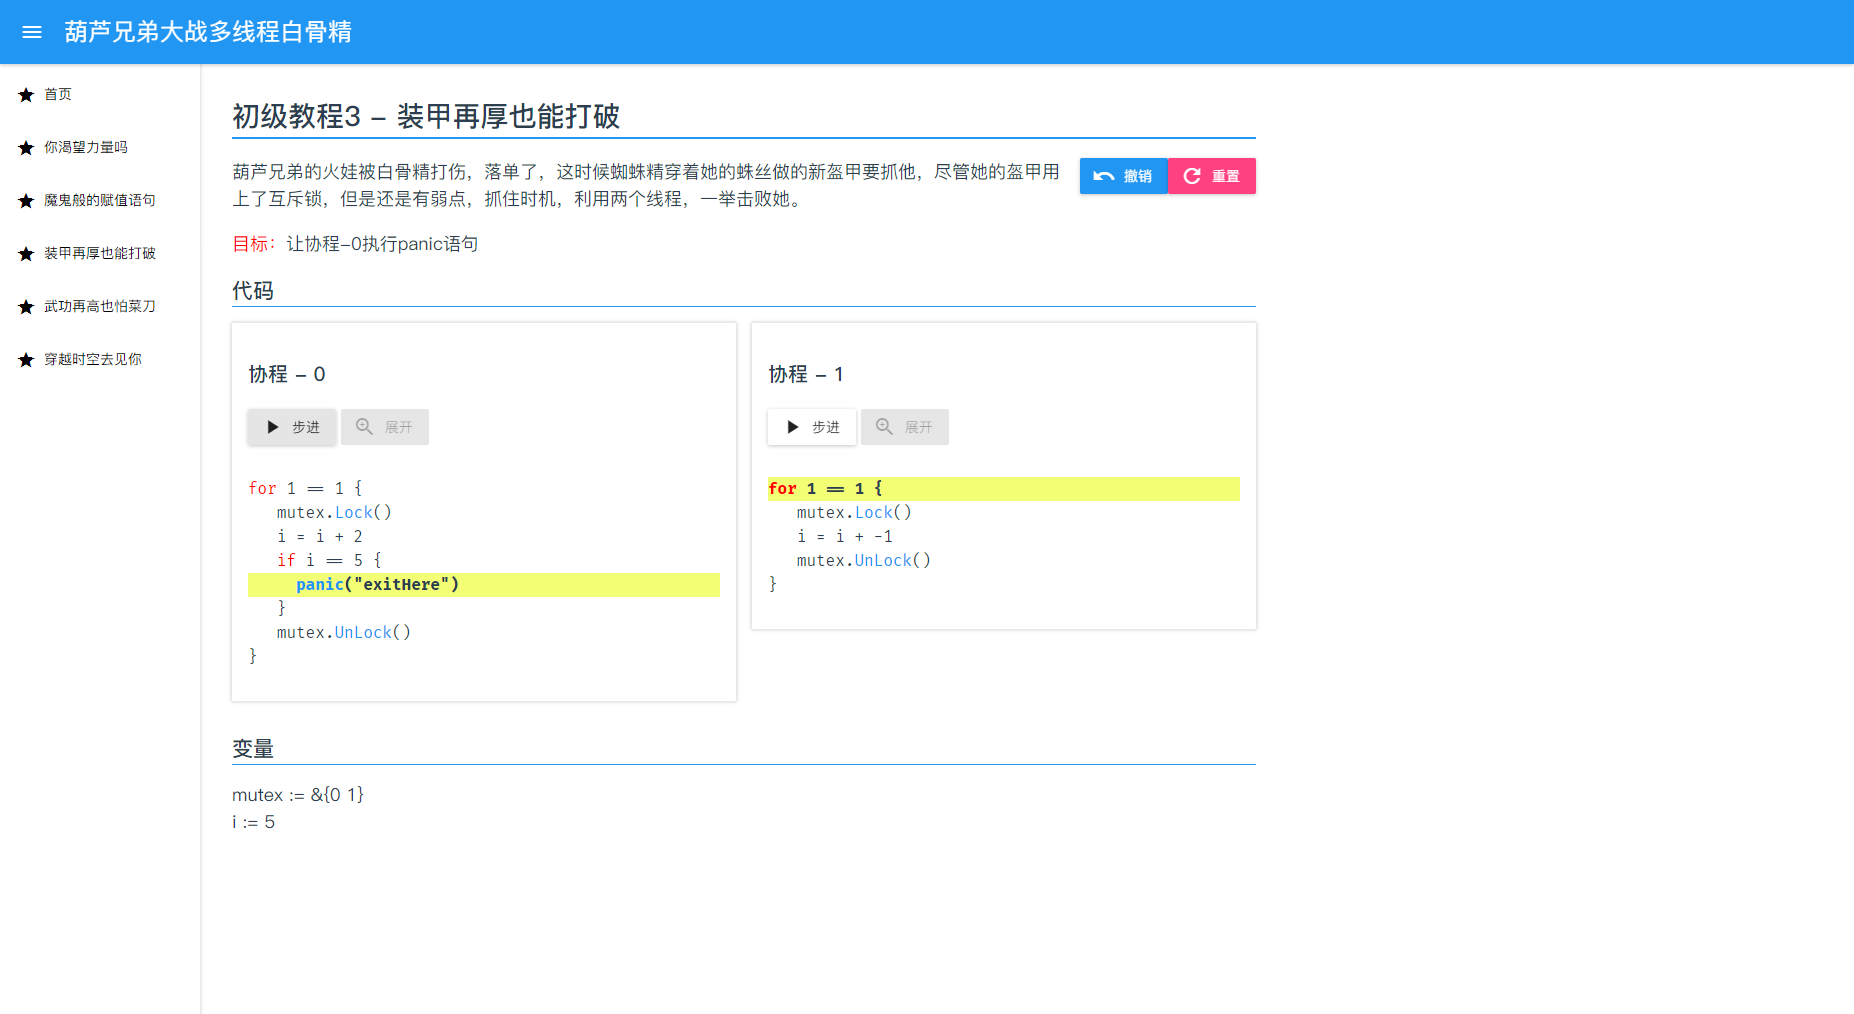 葫芦兄弟大战多线程白骨精
首页
你渴望力量吗
魔鬼般的赋值语句
装甲再厚也能打破
武功再高也怕菜刀
穿越时空去见你
初级教程3 – 装甲再厚也能打破
葫芦兄弟的火娃被白骨精打伤，落单了，这时候蜘蛛精穿着她的蛛丝做的新盔甲要抓他，尽管她的盔甲用
上了互斥锁，但是还是有弱点，抓住时机，利用两个线程，一举击败她。
撤销
重置
目标：让协程–0执行panic语句
代码
协程 – 0
步进
展开
for 1 == 1 {
mutex.Lock()
i = i + 2
if i == 5 {
panic("exitHere")
}
mutex.UnLock()
}
协程 – 1
步进
展开
for 1 == 1 {
mutex.Lock()
i = i + -1
mutex.UnLock()
}
变量
mutex := &{0 1}
i := 5